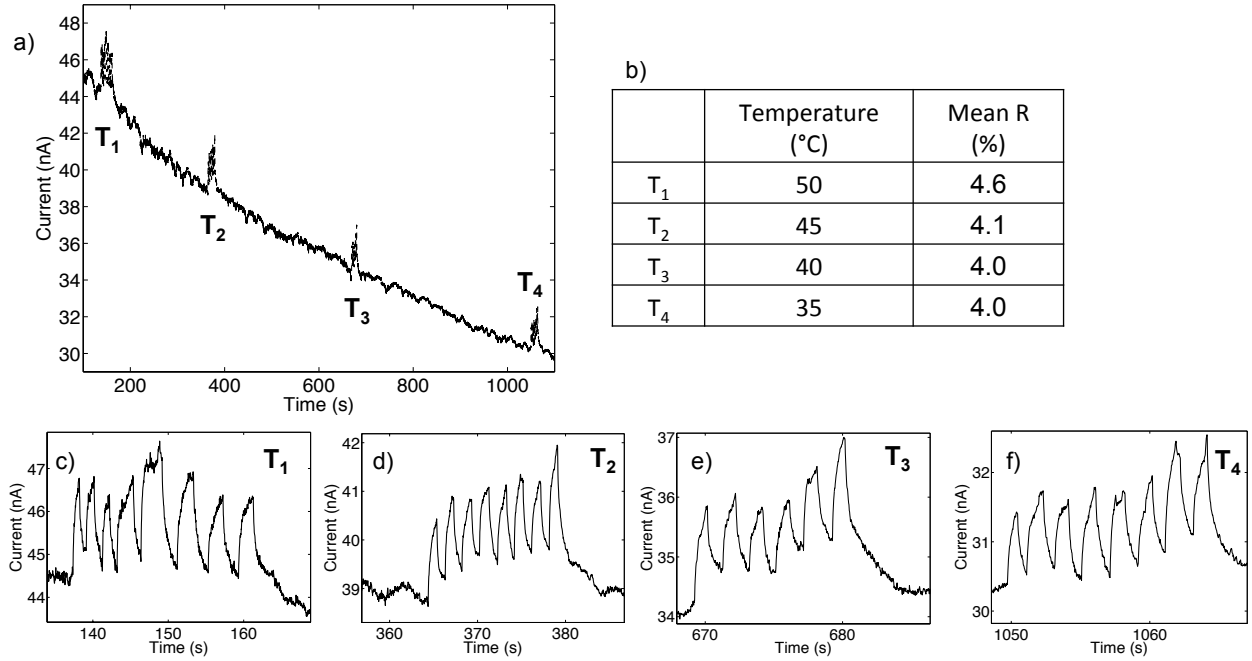 a)
48
46
44
42
40
38
36
34
32
30
Current (nA)
T1
T2
T3
T4
200 400 600 800 1000
Time (s)
b)
Temperature (°C) Mean R (%)
T1 50 4.6
T2 45 4.1
T3 40 4.0
T4 35 4.0
c)
T1
47
46
45
44
Current (nA)
140 150 160
Time (s)
d)
T2
42
41
40
39
Current (nA)
360 370 380
Time (s)
e)
T3
37
36
35
34
Current (nA)
670 680
Time (s)
f)
T4
32
31
30
Current (nA)
1050 1060
Time (s)